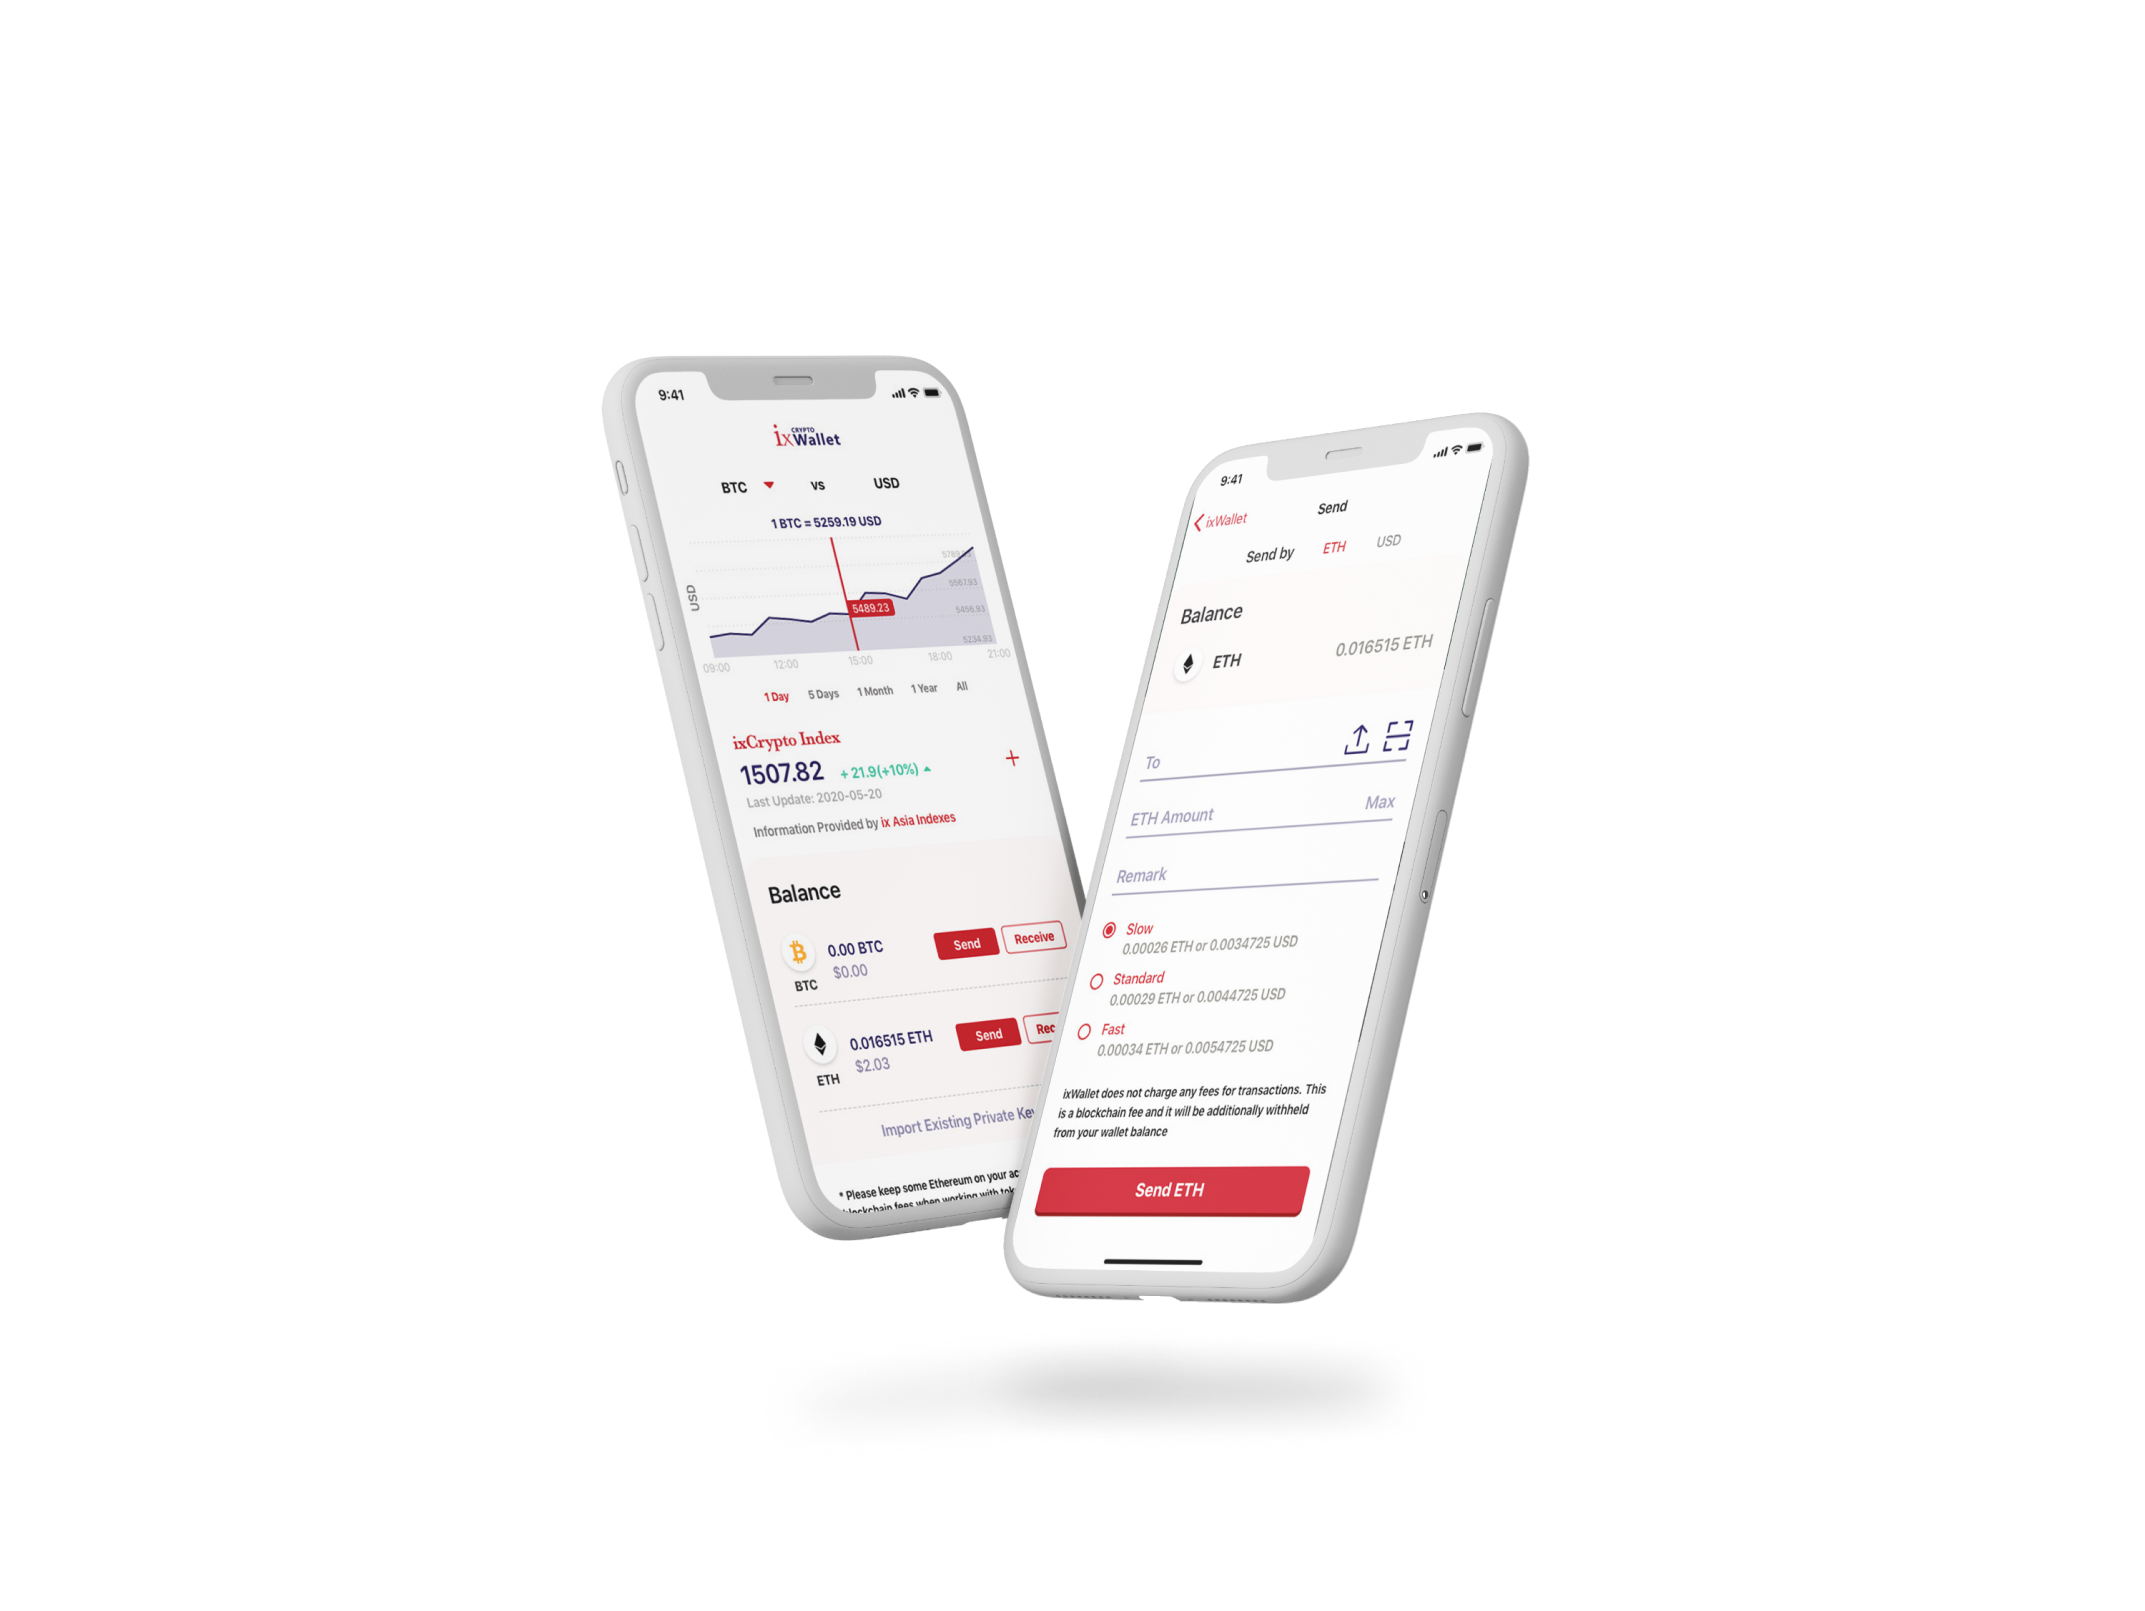 9:41
CRYPTO
ixWallet
BTC vs USD
1 BTC = 5259.19 USD
USD
5567.93
5489.23
5456.93
5234.93
09:00 12:00 15:00 18:00 21:00
1 Day 5 Days 1 Month 1 Year All
ixCrypto Index
1507.82 + 21.9(+10%)
Last Update: 2020-05-20
Information Provided by ix Asia Indexes
Balance
0.00 BTC Send Receive
$0.00
BTC
0.016515 ETH Send Rec
$2.03
ETH
Import Existing Private Key
* Please keep some Ethereum on your
blockchain fees when working with
9:41
ixWallet Send
Send by ETH USD
Balance
ETH 0.016515 ETH
To
ETH Amount Max
Remark
Slow
0.00026 ETH or 0.0034725 USD
Standard
0.00029 ETH or 0.0044725 USD
Fast
0.00034 ETH or 0.0054725 USD
ixWallet does not charge any fees for transactions. This
is a blockchain fee and it will be additionally withheld
from your wallet balance
Send ETH